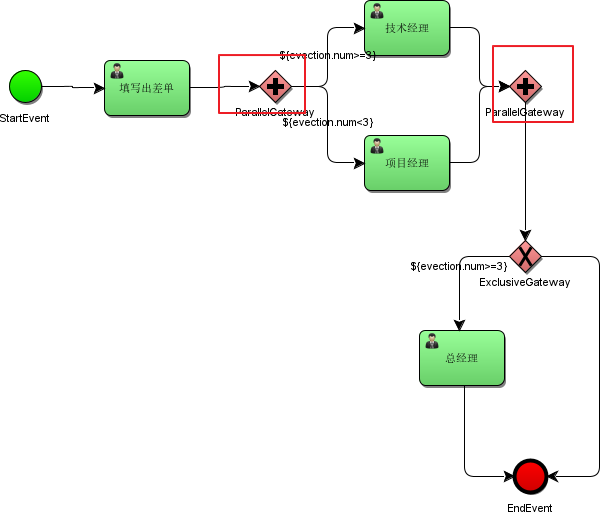 技术经理
${evection.num>=3}
填写出差单
StartEvent
ParallelGateway
ParallelGateway
${evection.num<3}
项目经理
${evection.num>=3}
ExclusiveGateway
总经理
EndEvent